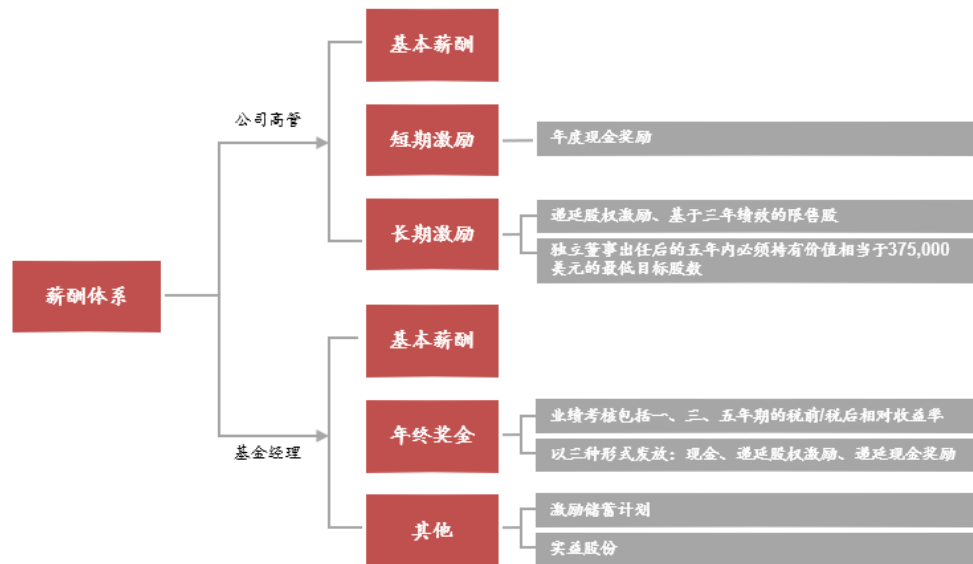 薪酬体系
公司高管
基本薪酬
短期激励
年度现金奖励
长期激励
递延股权激励、基于三年绩效的限售股
独立董事出任后的五年内必须持有价值相当于375,000
美元的最低目标股数
基金经理
基本薪酬
年终奖金
业绩考核包括一、三、五年期的税前/税后相对收益率
以三种形式发放：现金、递延股权激励、递延现金奖励
其他
激励储蓄计划
实益股份